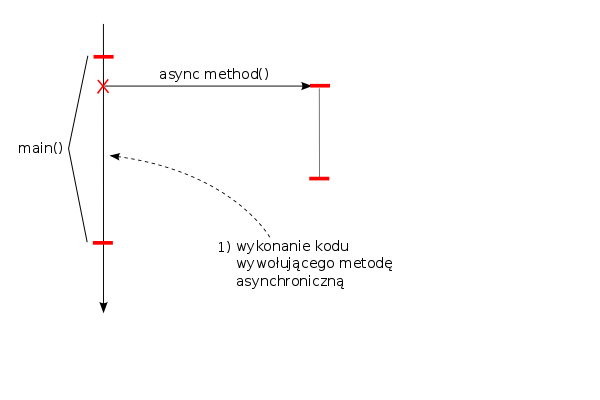 async method()
main()
1) wykonanie kodu
wywołującego metodę
asynchroniczną